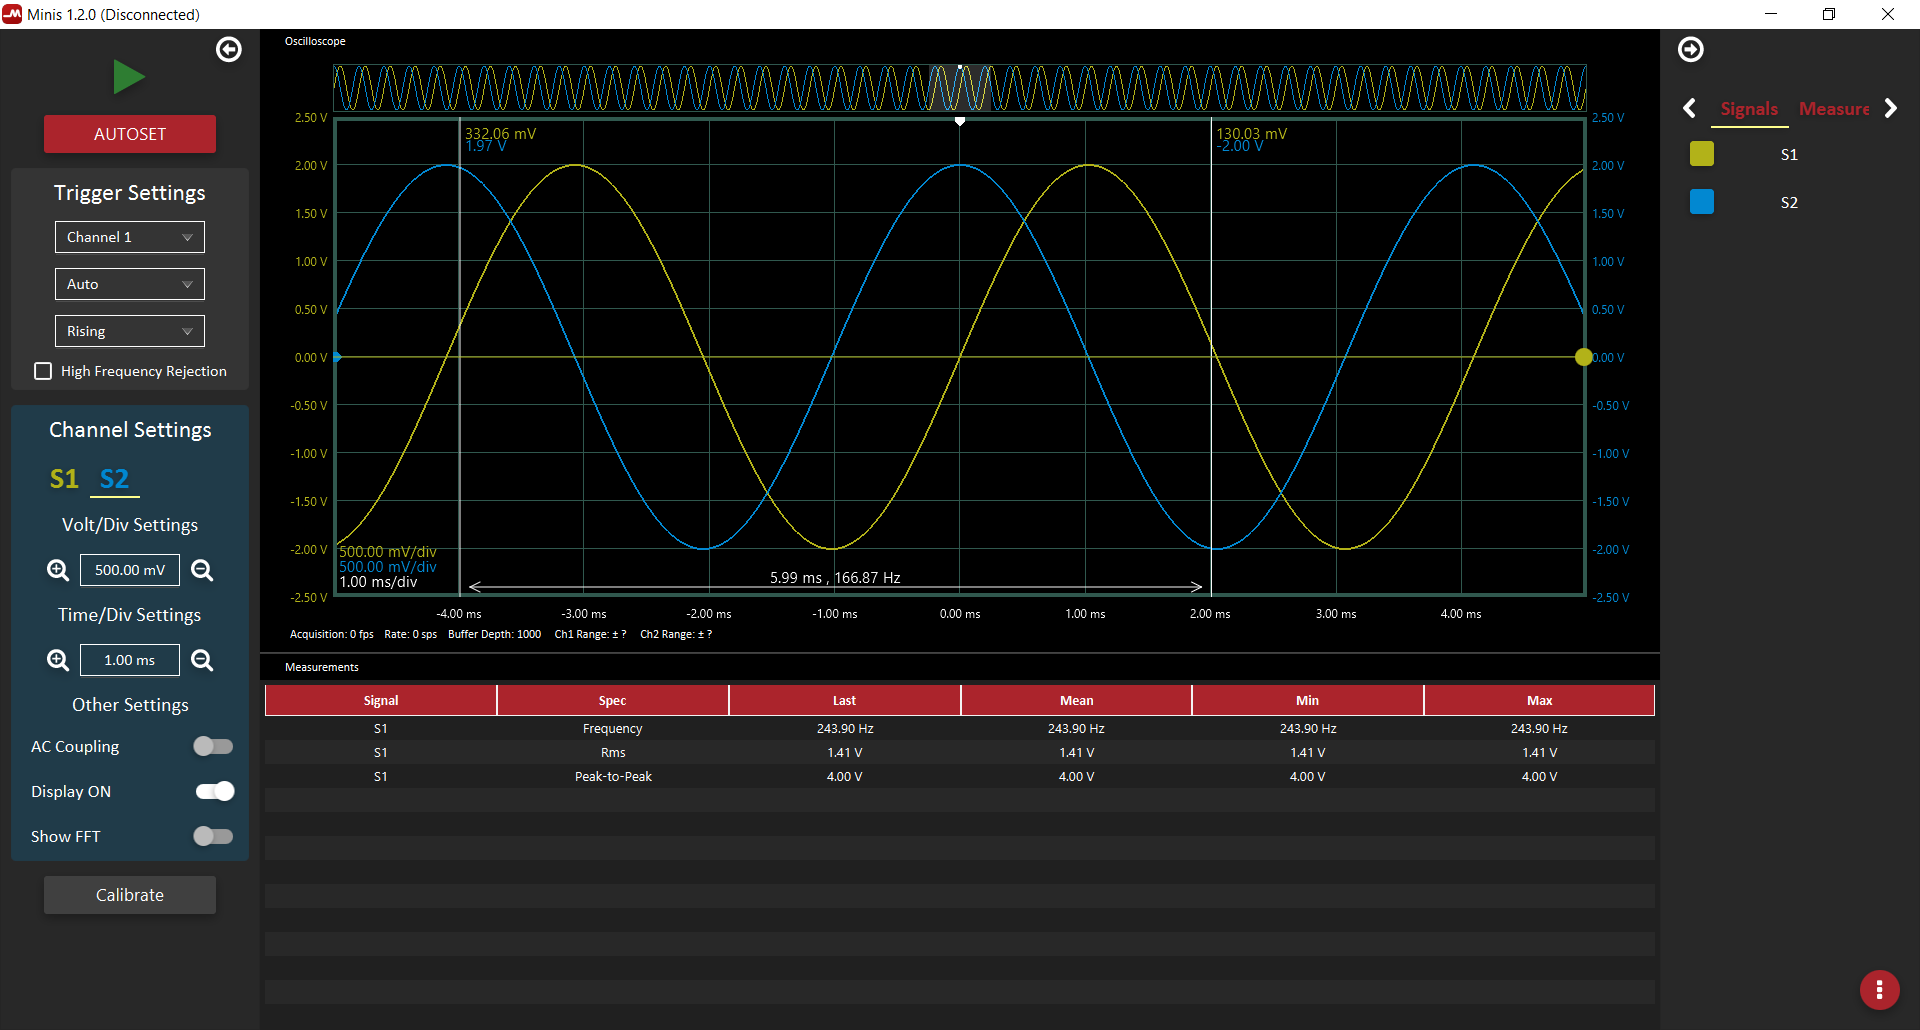 Minis 1.2.0 (Disconnected)
AUTOSET
Trigger Settings
Channel 1
Auto
Rising
High Frequency Rejection
Channel Settings
S1 S2
Volt/Div Settings
500.00 mV
Time/Div Settings
1.00 ms
Other Settings
AC Coupling
Display ON
Show FFT
Calibrate
Oscilloscope
2.50 V
2.00 V
1.50 V
1.00 V
0.50 V
0.00 V
-0.50 V
-1.00 V
-1.50 V
-2.00 V
-2.50 V
332.06 mV
1.97 V
130.03 mV
-2.00 V
500.00 mV/div
500.00 mV/div
1.00 ms/div
5.99 ms , 166.87 Hz
2.50 V
2.00 V
1.50 V
1.00 V
0.50 V
0.00 V
-0.50 V
-1.00 V
-1.50 V
-2.00 V
-2.50 V
-4.00 ms -3.00 ms -2.00 ms -1.00 ms 0.00 ms 1.00 ms 2.00 ms 3.00 ms 4.00 ms
Acquisition: 0 fps Rate: 0 sps Buffer Depth: 1000 Ch1 Range: ± ? Ch2 Range: ± ?
Measurements
Signal Spec Last Mean Min Max
S1 Frequency 243.90 Hz 243.90 Hz 243.90 Hz 243.90 Hz
S1 Rms 1.41 V 1.41 V 1.41 V 1.41 V
S1 Peak-to-Peak 4.00 V 4.00 V 4.00 V 4.00 V
Signals Measure
S1
S2